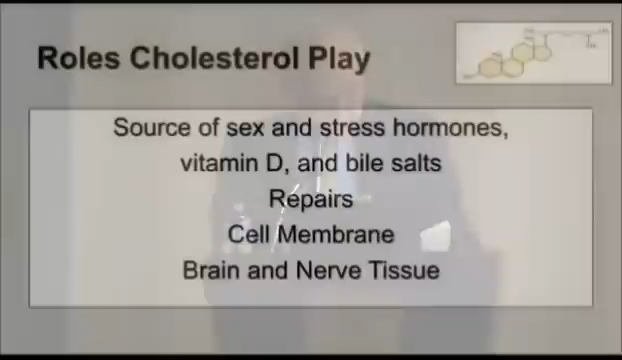 Roles Cholesterol Play
Source of sex and stress hormones,
vitamin D, and bile salts
Repairs
Cell Membrane
Brain and Nerve Tissue